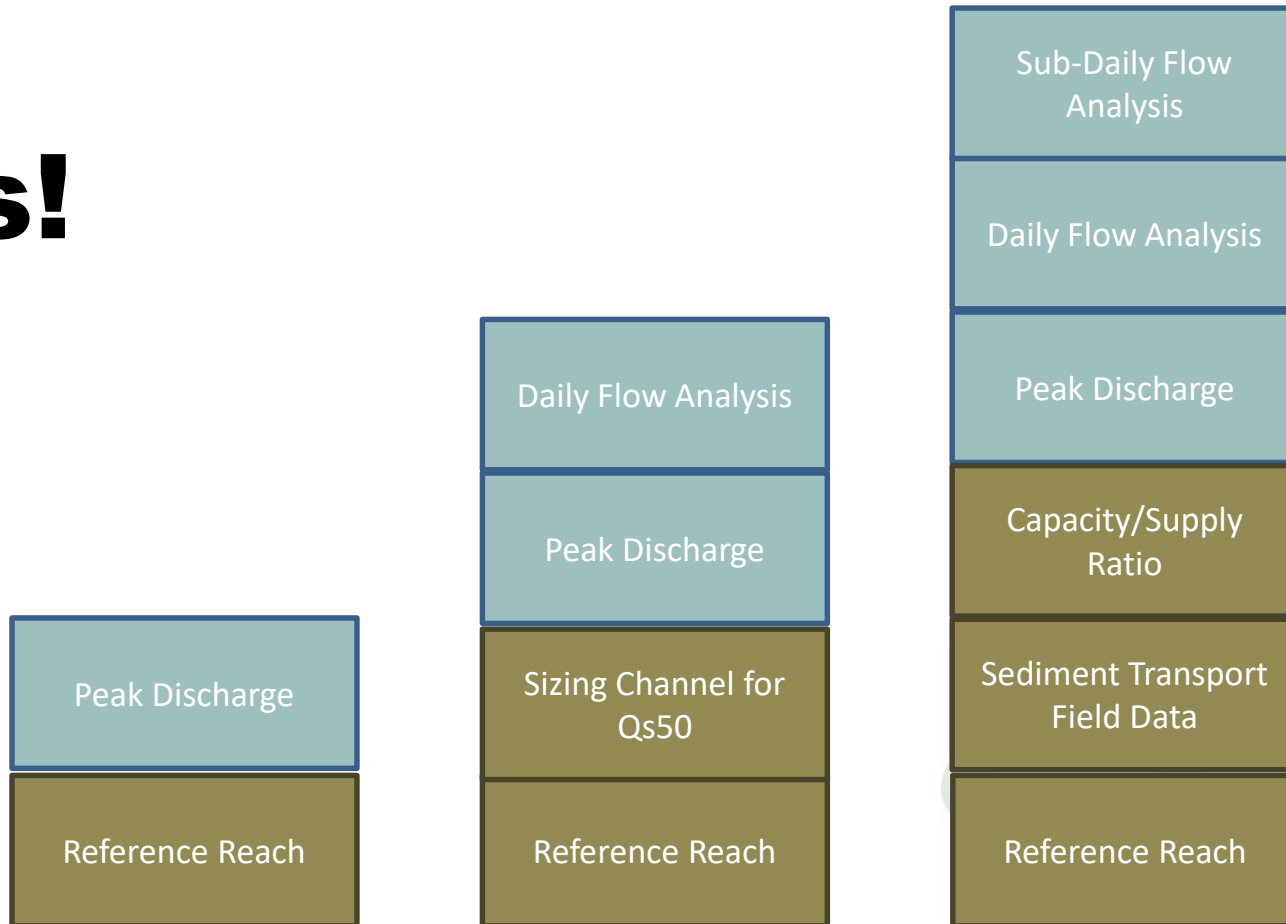 s!
Peak Discharge
Reference Reach
Daily Flow Analysis
Peak Discharge
Sizing Channel for
Qs50
Reference Reach
Sub-Daily Flow
Analysis
Daily Flow Analysis
Peak Discharge
Capacity/Supply
Ratio
Sediment Transport
Field Data
Reference Reach